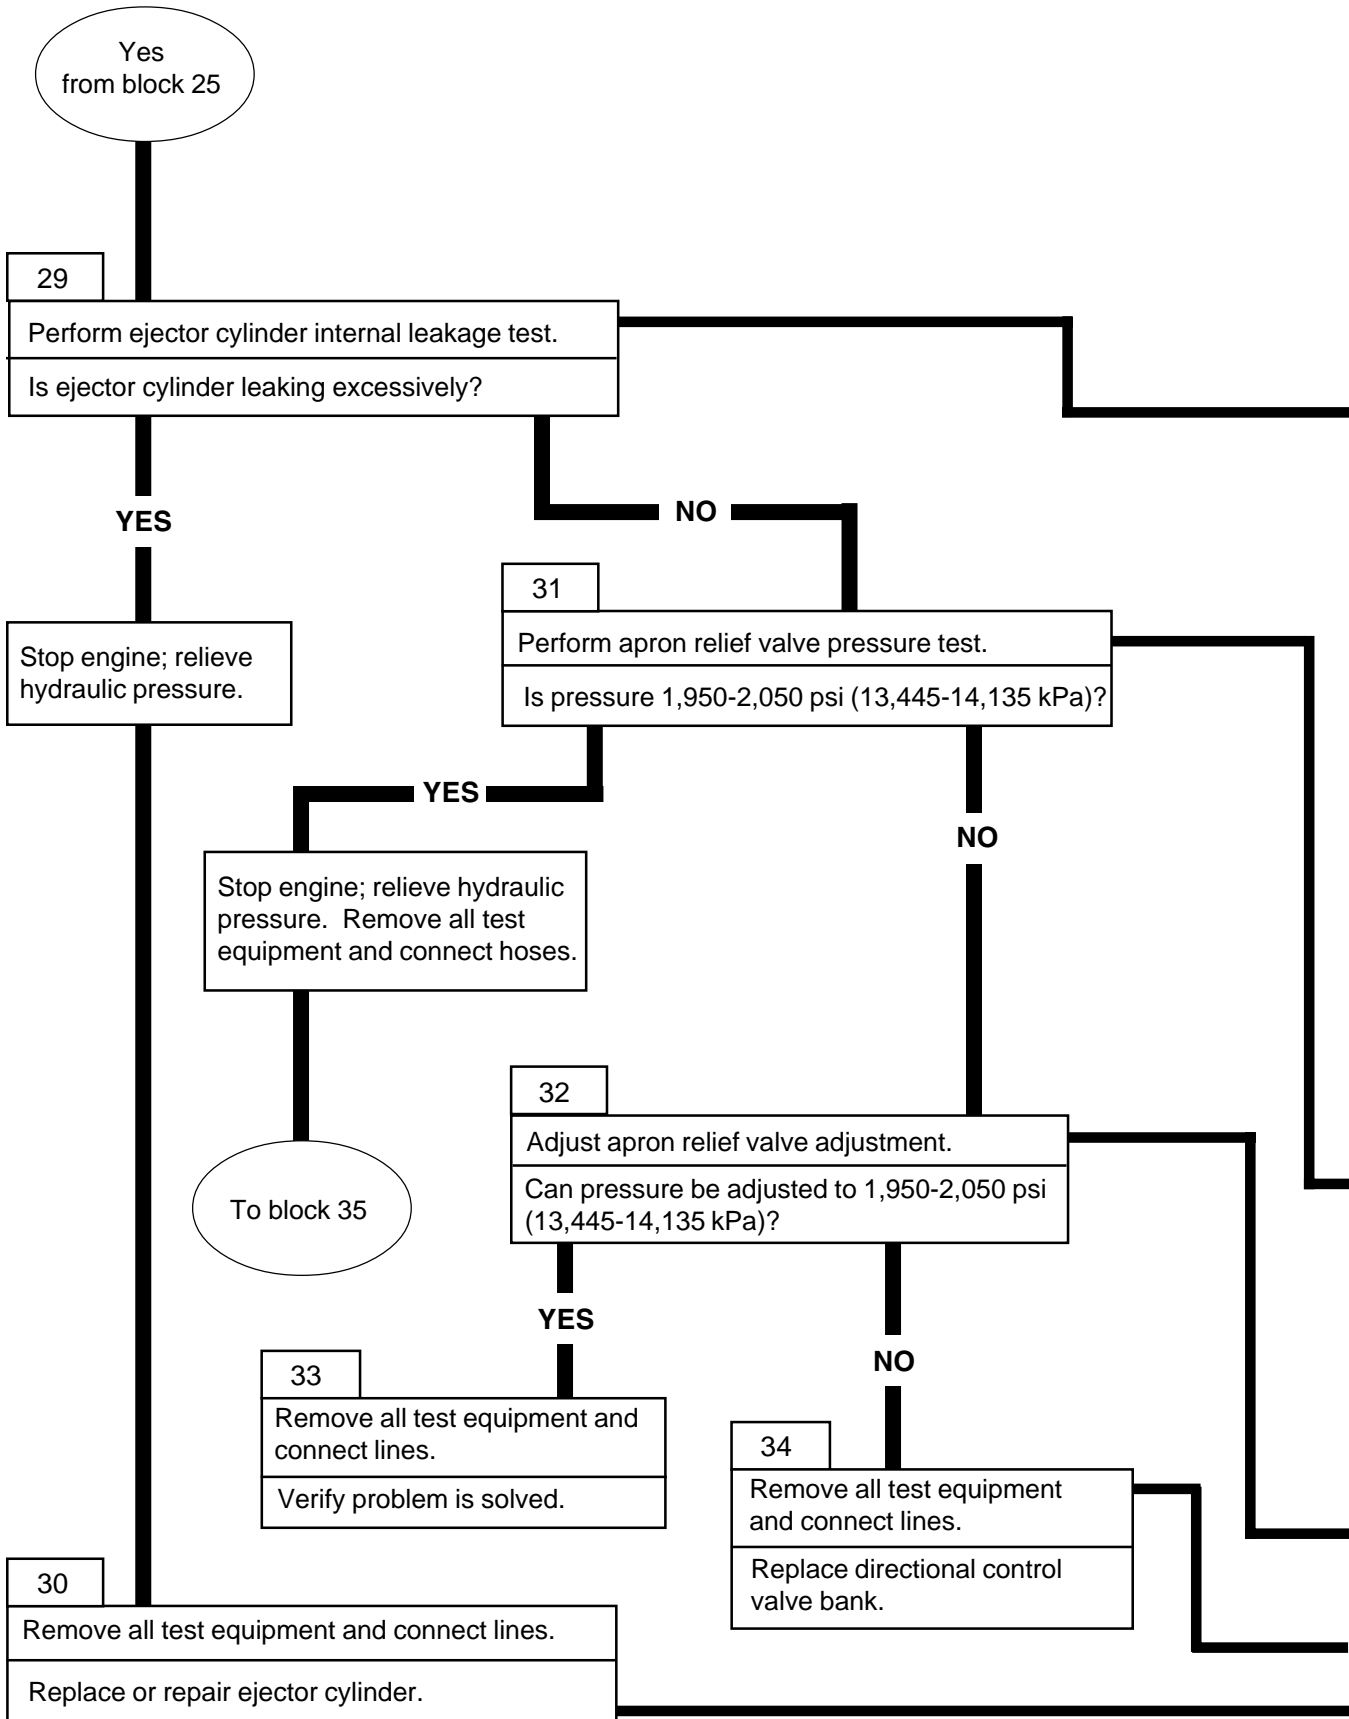 Yes
from block 25
29
Perform ejector cylinder internal leakage test.
Is ejector cylinder leaking excessively?
YES
NO
Stop engine; relieve
hydraulic pressure.
31
Perform apron relief valve pressure test.
Is pressure 1,950-2,050 psi (13,445-14,135 kPa)?
YES
NO
Stop engine; relieve hydraulic
pressure.  Remove all test
equipment and connect hoses.
To block 35
32
Adjust apron relief valve adjustment.
Can pressure be adjusted to 1,950-2,050 psi
(13,445-14,135 kPa)?
YES
NO
33
Remove all test equipment and
connect lines.
Verify problem is solved.
34
Remove all test equipment
and connect lines.
Replace directional control
valve bank.
30
Remove all test equipment and connect lines.
Replace or repair ejector cylinder.